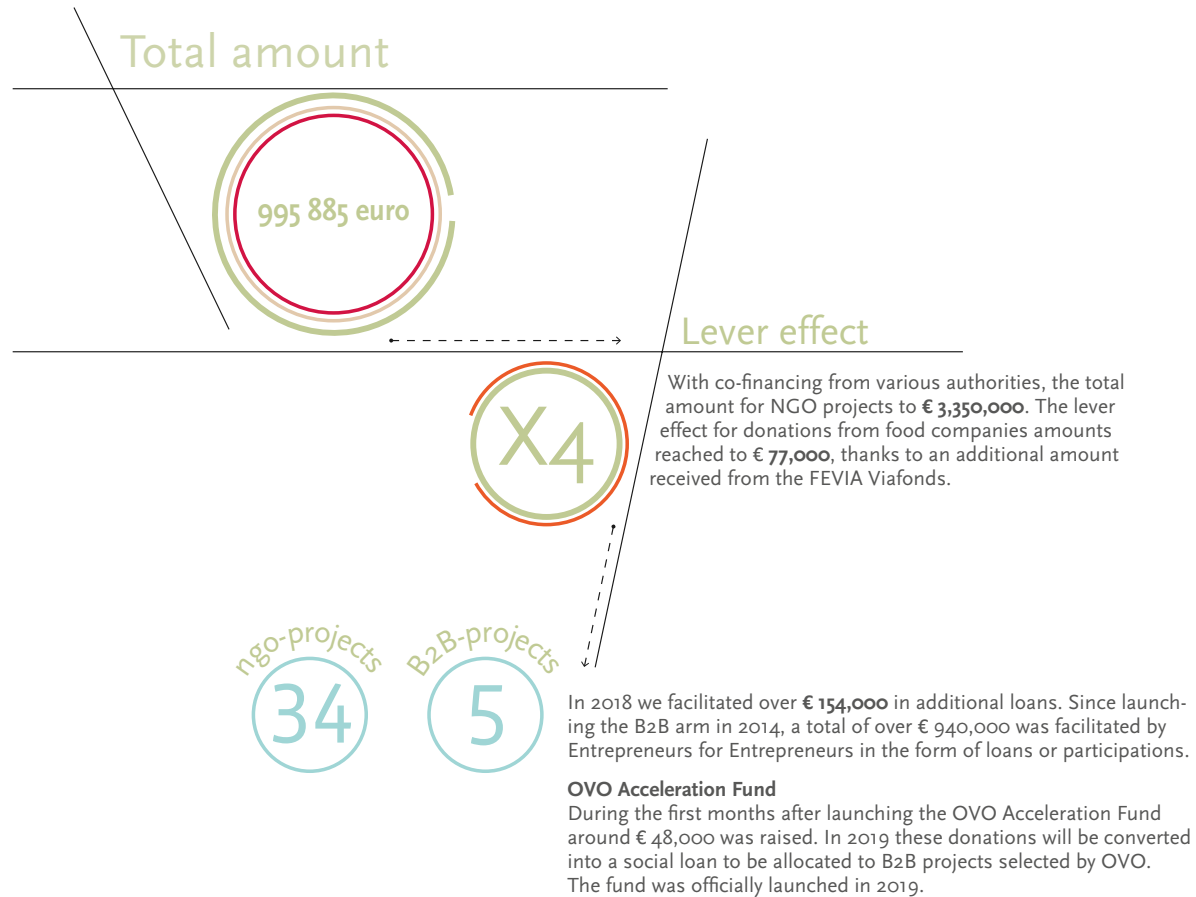 Total amount
995 885 euro
Lever effect
With co-financing from various authorities, the total
amount for NGO projects to € 3,350,000. The lever
effect for donations from food companies amounts
reached to € 77,000, thanks to an additional amount
received from the FEVIA Viafonds.
X4
ngo-projects
34
B2B-projects
5
In 2018 we facilitated over € 154,000 in additional loans. Since launch-
ing the B2B arm in 2014, a total of over € 940,000 was facilitated by
Entrepreneurs for Entrepreneurs in the form of loans or participations.
OVO Acceleration Fund
During the first months after launching the OVO Acceleration Fund
around € 48,000 was raised. In 2019 these donations will be converted
into a social loan to be allocated to B2B projects selected by OVO.
The fund was officially launched in 2019.